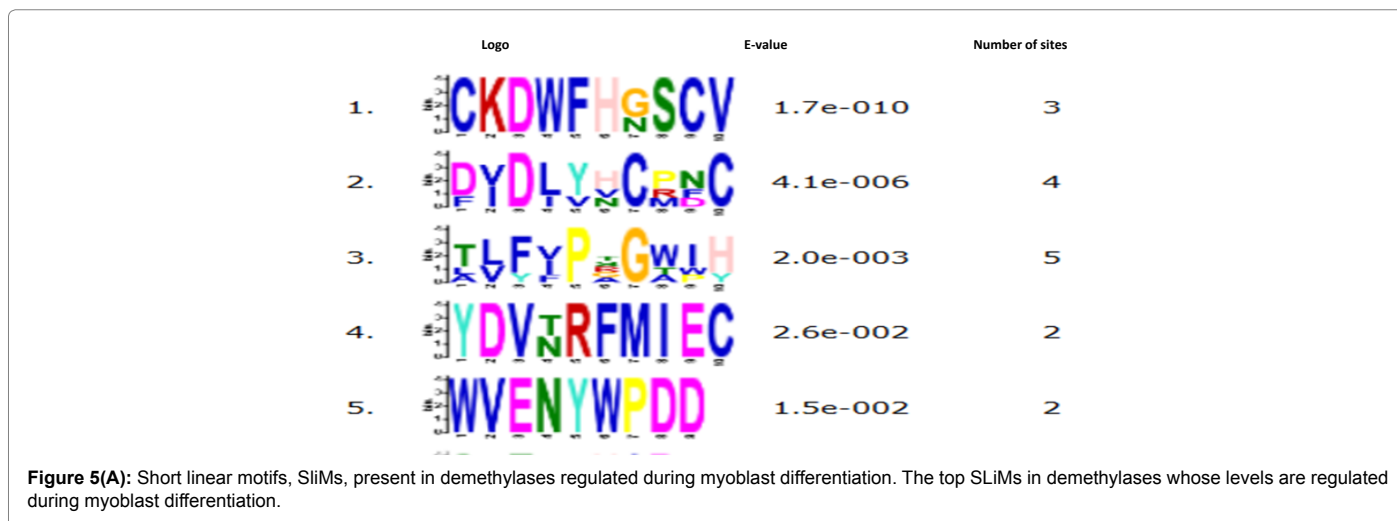 Logo E-value Number of sites
1. CKDWFHGSCV N 1.7e-010 3
2. DYDLYHCPNC 4.1e-006 4
3. TLFYP GWIH 2.0e-003 5
4. YDVTRFMIEC N 2.6e-002 2
5. WVENYWPDD 1.5e-002 2
Figure 5(A): Short linear motifs, SliMs, present in demethylases regulated during myoblast differentiation. The top SLiMs in demethylases whose levels are regulated
during myoblast differentiation.